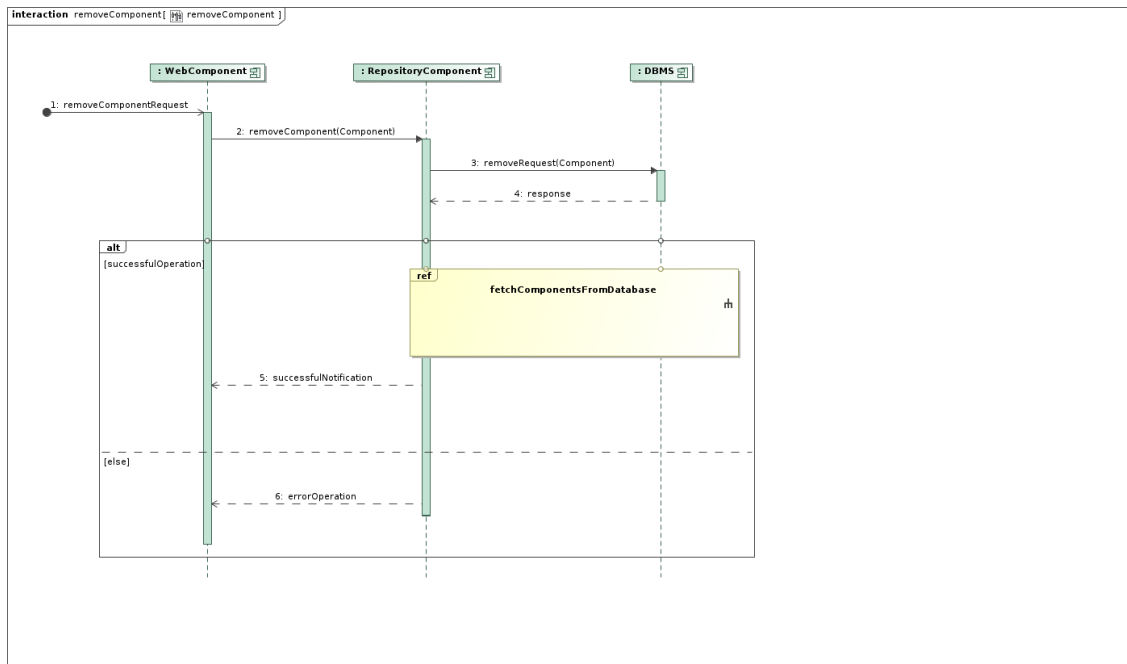 interaction removeComponent[ removeComponent ]
: WebComponent
: RepositoryComponent
: DBMS
1: removeComponentRequest
2: removeComponent(Component)
3: removeRequest(Component)
4: response
alt
[successfulOperation]
ref
fetchComponentsFromDatabase
5: successfulNotification
[else]
6: errorOperation